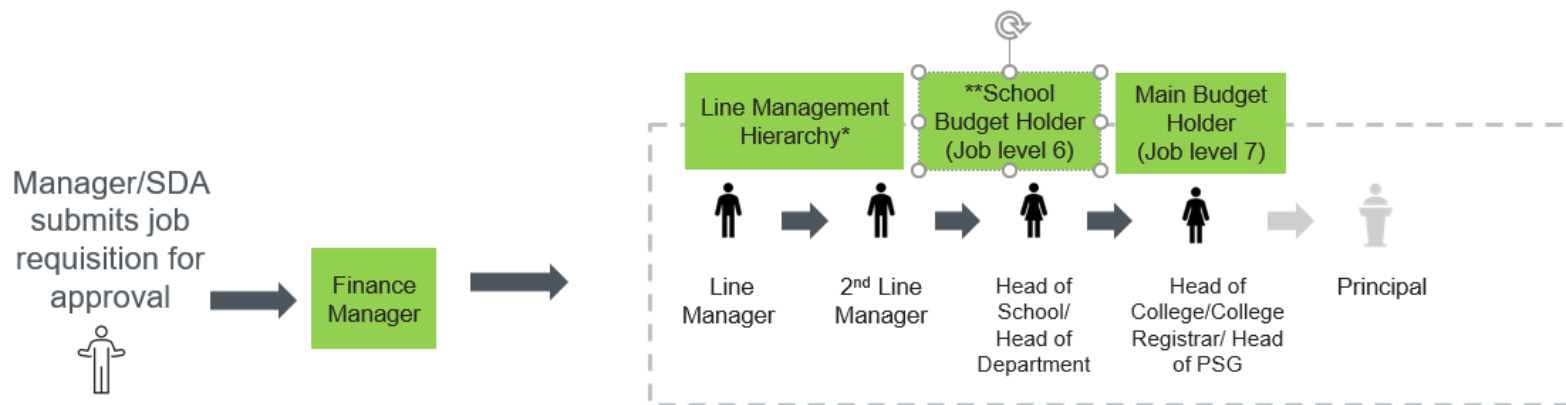 Manager/SDA
submits job
requisition for
approval
Finance
Manager
Line Management
Hierarchy*
**School
Budget Holder
(Job level 6)
Main Budget
Holder
(Job level 7)
Line
Manager
2nd Line
Manager
Head of
School/
Head of
Department
Head of
College/College
Registrar/ Head
of PSG
Principal